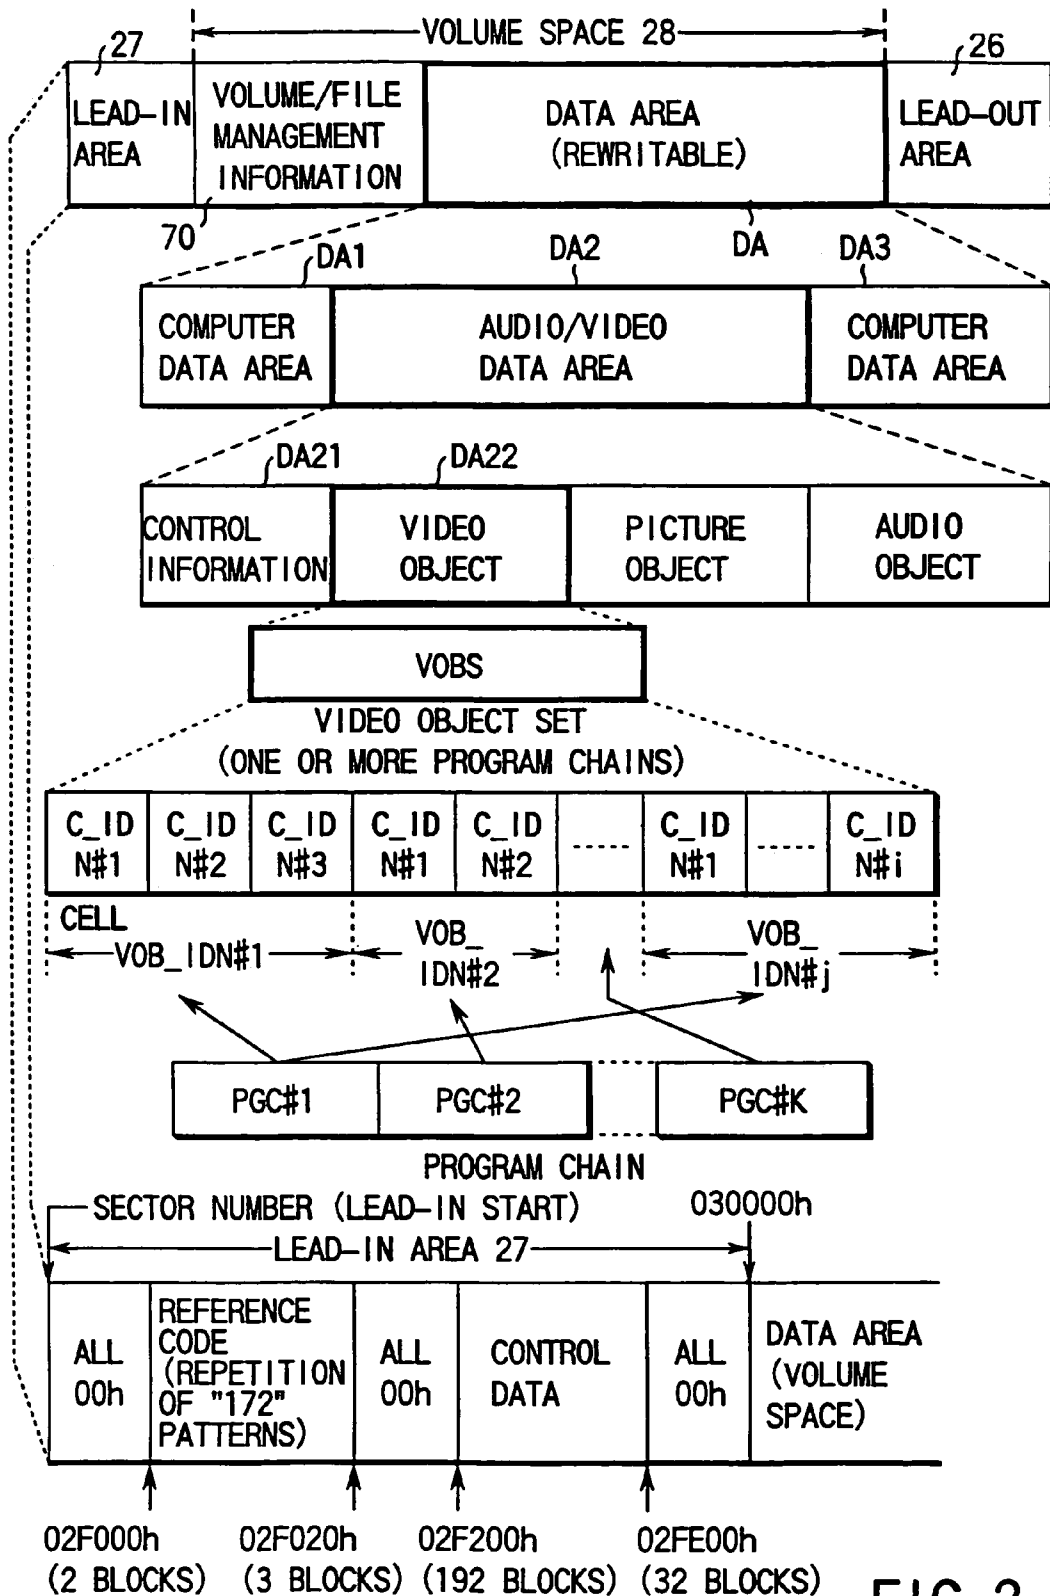 VOLUME SPACE 28
27
26
LEAD-IN
AREA
VOLUME/FILE
MANAGEMENT
INFORMATION
DATA AREA
(REWRITABLE)
LEAD-OUT
AREA
70
DA
DA1
DA2
DA3
COMPUTER
DATA AREA
AUDIO/VIDEO
DATA AREA
COMPUTER
DATA AREA
DA21
DA22
CONTROL
INFORMATION
VIDEO
OBJECT
PICTURE
OBJECT
AUDIO
OBJECT
VOBS
VIDEO OBJECT SET
(ONE OR MORE PROGRAM CHAINS)
C_ID
N#1
C_ID
N#2
C_ID
N#3
C_ID
N#1
C_ID
N#2
C_ID
N#1
C_ID
N#i
CELL
VOB_IDN#1
VOB_
IDN#2
VOB_
IDN#j
PGC#1
PGC#2
PGC#K
PROGRAM CHAIN
SECTOR NUMBER (LEAD-IN START)
030000h
LEAD-IN AREA 27
ALL
00h
REFERENCE
CODE
(REPETITION
OF "172"
PATTERNS)
ALL
00h
CONTROL
DATA
ALL
00h
DATA AREA
(VOLUME
SPACE)
02F000h
(2 BLOCKS)
02F020h
(3 BLOCKS)
02F200h
(192 BLOCKS)
02FE00h
(32 BLOCKS)